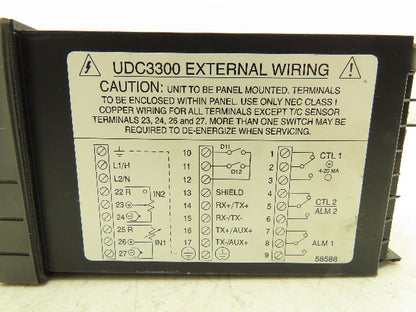 UDC3300 EXTERNAL WIRING
CAUTION: UNIT TO BE PANEL MOUNTED. TERMINALS
TO BE ENCLOSED WITHIN PANEL. USE ONLY NEC CLASS I
COPPER WIRING FOR ALL TERMINALS EXCEPT T/C SENSOR
TERMINALS 23, 24, 26 and 27. MORE THAN ONE SWITCH MAY BE
REQUIRED TO DE-ENERGIZE WHEN SERVICING.
L1/H
L2/N
22 R IN2
23 +
24 -
25 R
26 + IN1
27 -
10 DI1
11
12 DI2
13 SHIELD
14 RX+/TX+
15 RX-/TX-
16 TX+/AUX+
17 TX-/AUX-
1 CTL 1
2 +
3 4-20 MA
4 -
5 CTL 2
6 ALM 2
7
8 ALM 1
9 58588